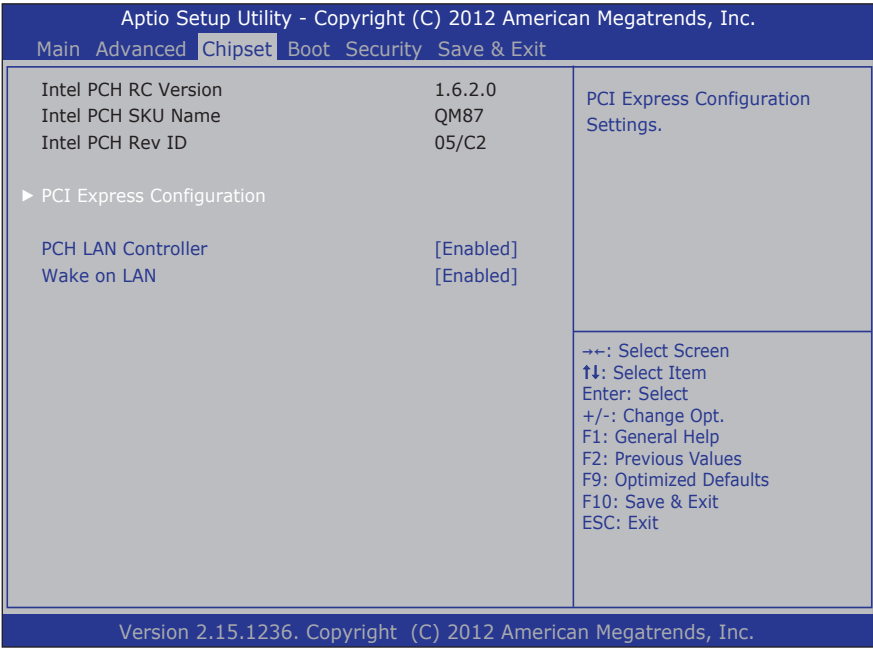 Aptio Setup Utility - Copyright (C) 2012 American Megatrends, Inc.
Main Advanced Chipset Boot Security Save & Exit
Intel PCH RC Version 1.6.2.0
Intel PCH SKU Name QM87
Intel PCH Rev ID 05/C2
► PCI Express Configuration
PCH LAN Controller [Enabled]
Wake on LAN [Enabled]
PCI Express Configuration
Settings.
→←: Select Screen
↑↓: Select Item
Enter: Select
+/-: Change Opt.
F1: General Help
F2: Previous Values
F9: Optimized Defaults
F10: Save & Exit
ESC: Exit
Version 2.15.1236. Copyright (C) 2012 American Megatrends, Inc.